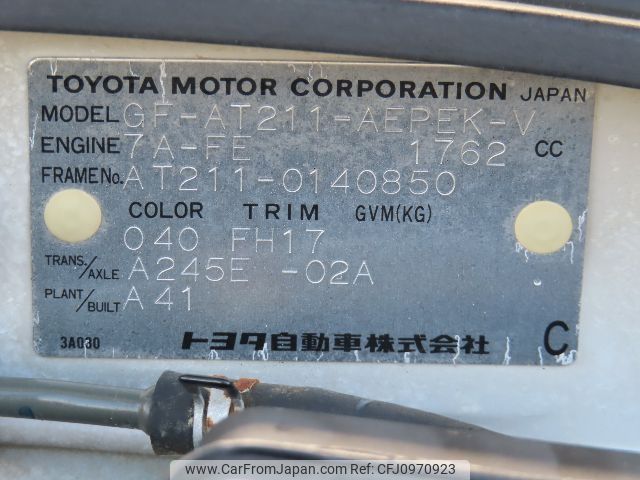 TOYOTA MOTOR CORPORATION JAPAN
MODEL GF-AT211-AEPEK-V
ENGINE 7A-FE 1762 CC
FRAME No. AT211-0140850
COLOR TRIM GVM(KG)
040 FH17
TRANS./AXLE A245E -02A
PLANT/BUILT A41
3A030 トヨタ自動車株式会社 C
www.CarFromJapan.com - Ref No.CFJ0970923